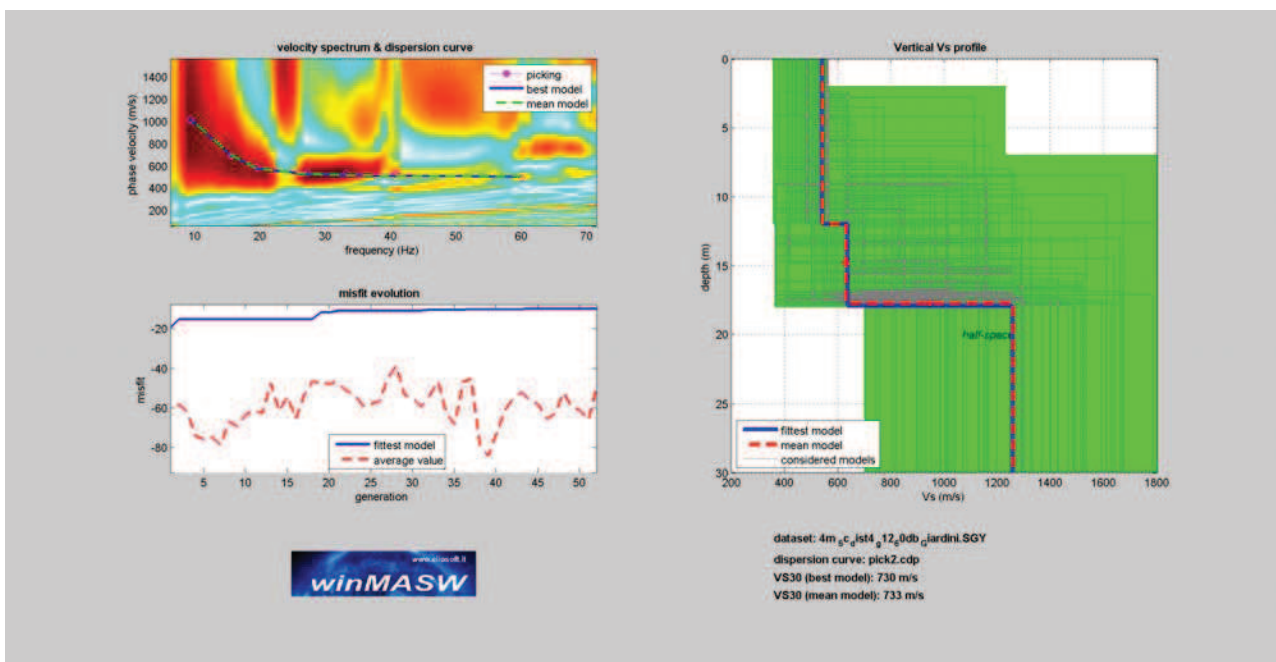 velocity spectrum & dispersion curve
1400
1200
1000
800
600
400
200
phase velocity (m/s)
picking
best model
mean model
10 20 30 40 50 60 70
frequency (Hz)
misfit evolution
-20
-40
-60
-80
misfit
fittest model
average value
5 10 15 20 25 30 35 40 45 50
generation
winMASW
Vertical Vs profile
0
5
10
15
20
25
30
depth (m)
half-space
fittest model
mean model
considered models
200 400 600 800 1000 1200 1400 1600 1800
Vs (m/s)
dataset: 4m_Sc_dist4_g12_60db_Giardini.SGY
dispersion curve: pick2.cdp
VS30 (best model): 730 m/s
VS30 (mean model): 733 m/s